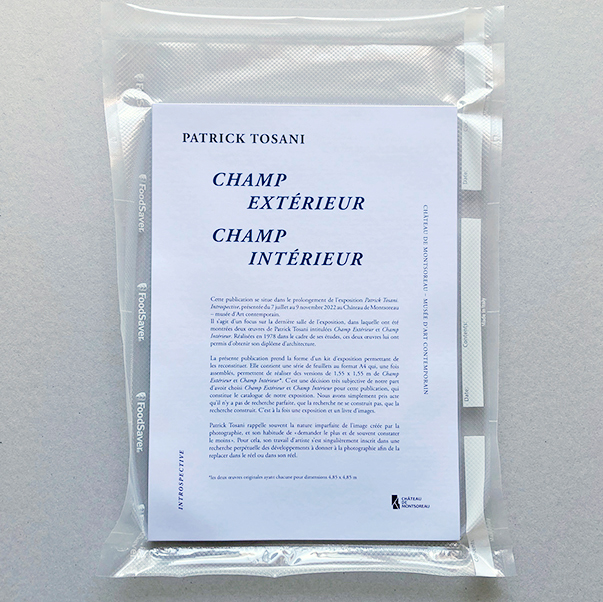 PATRICK TOSANI
CHAMP
EXTÉRIEUR
CHAMP
INTÉRIEUR
Cette publication se situe dans le prolongement de l'exposition Patrick Tosani.
Introspective, présentée du 7 juillet au 9 novembre 2022 au Château de Montsoreau
– musée d'Art contemporain.
Il s'agit d'un focus sur la dernière salle de l'exposition, dans laquelle ont été
montrées deux œuvres de Patrick Tosani intitulées Champ Extérieur et Champ
Intérieur. Réalisées en 1978 dans le cadre de ses études, ces deux œuvres lui ont
permis d'obtenir son diplôme d'architecture.
La présente publication prend la forme d'un kit d'exposition permettant de
les reconstituer. Elle contient une série de feuillets au format A4 qui, une fois
assemblés, permettent de réaliser des versions de 1,55 x 1,55 m de Champ
Extérieur et Champ Intérieur*. C'est une décision très subjective de notre part
d'avoir choisi Champ Extérieur et Champ Intérieur pour cette publication, qui
constitue le catalogue de notre exposition. Nous avons simplement pris acte
qu'il n'y a pas de recherche parfaite, que la recherche ne se construit pas, que la
recherche construit. C'est à la fois une exposition et un livre d'images.
Patrick Tosani rappelle souvent la nature imparfaite de l'image créée par la
photographie, et son habitude de «demander le plus et de souvent constater
le moins». Pour cela, son travail d'artiste s'est singulièrement inscrit dans une
recherche perpétuelle des développements à donner à la photographie afin de la
replacer dans le réel ou dans son réel.
*les deux œuvres originales ayant chacune pour dimensions 4,85 x 4,85 m
INTROSPECTIVE
CHÂTEAU DE MONTSOREAU – MUSÉE D'ART CONTEMPORAIN
CHÂTEAU
DE
MONTSOREAU
FoodSaver
FoodSaver
FoodSaver
Date:
Contents:
Date: